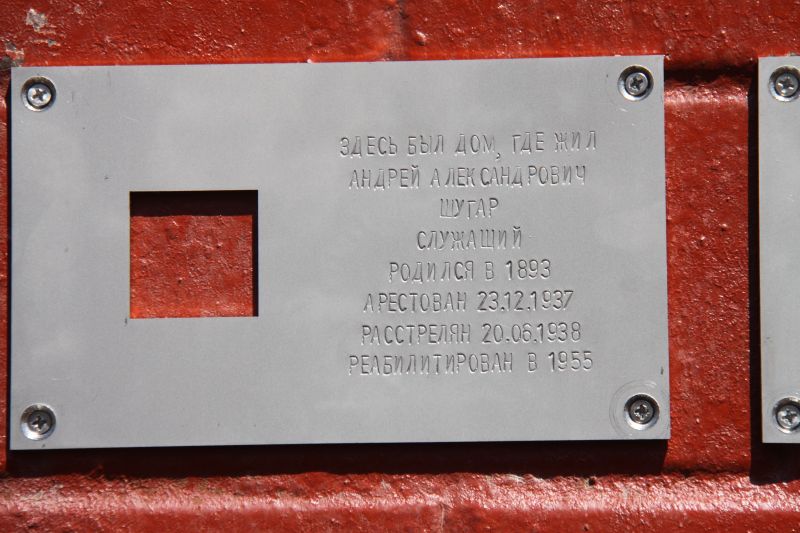 ЗДЕСЬ БЫЛ ДОМ, ГДЕ ЖИЛ
АНДРЕЙ АЛЕКСАНДРОВИЧ
ШУГАР
СЛУЖАЩИЙ
РОДИЛСЯ В 1893
АРЕСТОВАН 23.12.1937
РАССТРЕЛЯН 20.06.1938
РЕАБИЛИТИРОВАН В 1955